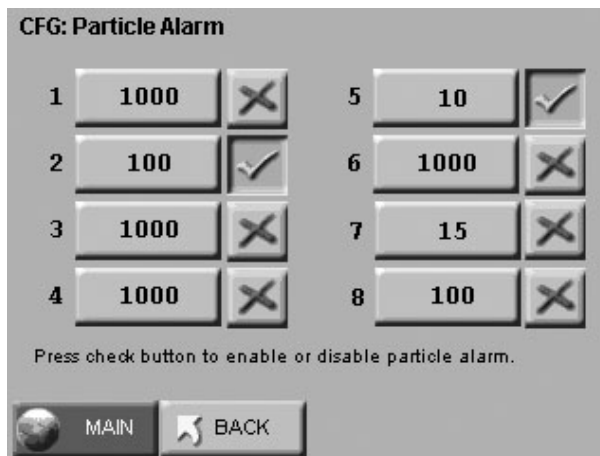 CFG: Particle Alarm
1 1000
2 100
3 1000
4 1000
5 10
6 1000
7 15
8 100
Press check button to enable or disable particle alarm.
MAIN
BACK